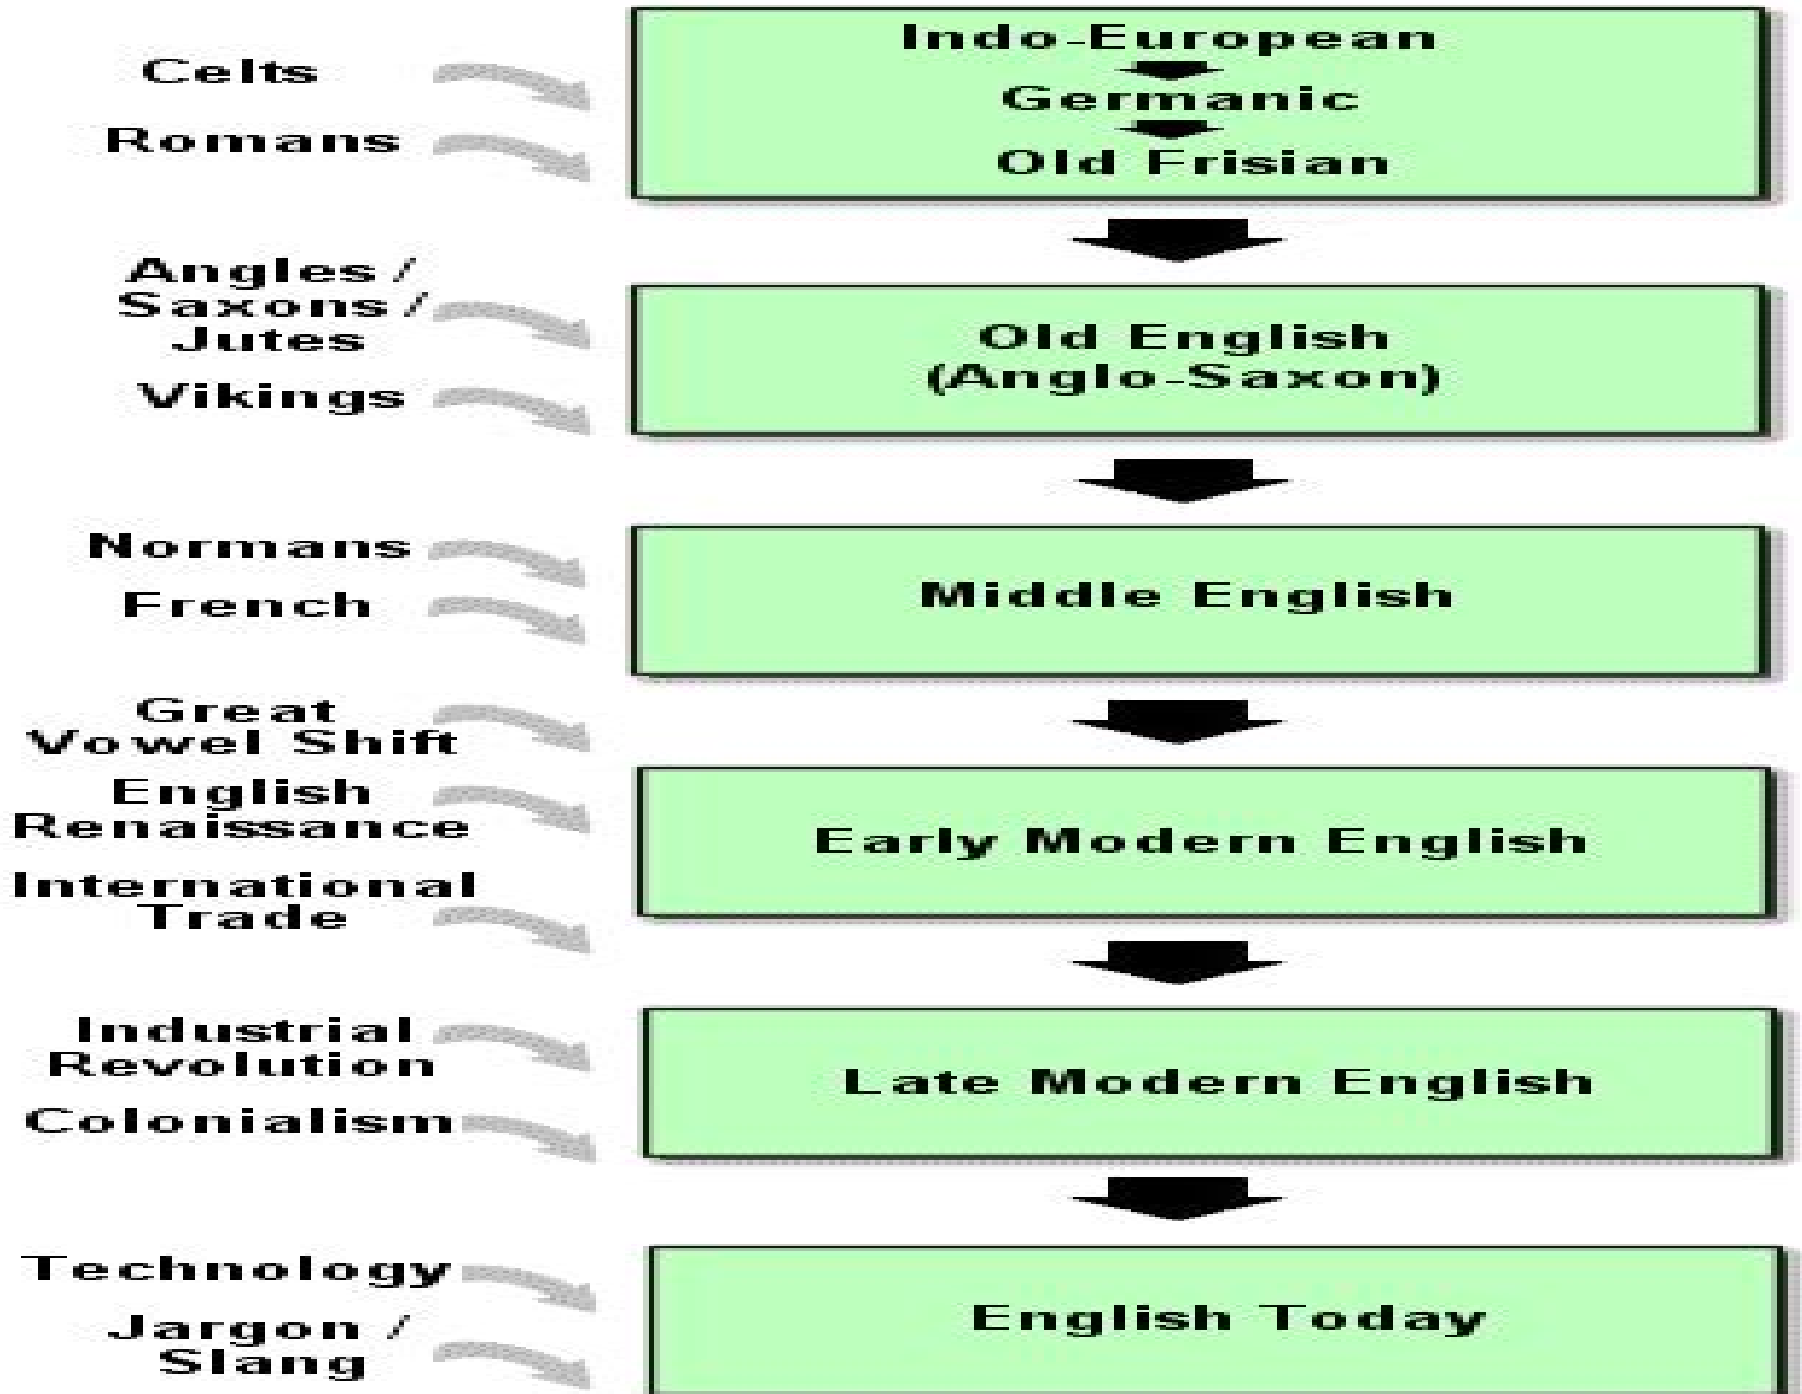 Celts
Romans
Indo-European
Germanic
Old Frisian
Angles /
Saxons /
Jutes
Vikings
Old English
(Anglo-Saxon)
Normans
French
Middle English
Great
Vowel Shift
English
Renaissance
International
Trade
Early Modern English
Industrial
Revolution
Colonialism
Late Modern English
Technology
Jargon /
Slang
English Today